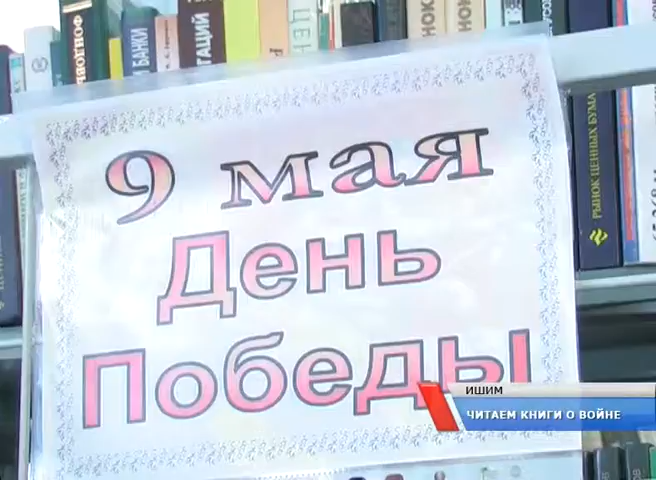 9 мая
День
Победы
ИШИМ
ЧИТАЕМ КНИГИ О ВОЙНЕ
РЫНОК ЦЕННЫХ БУМА